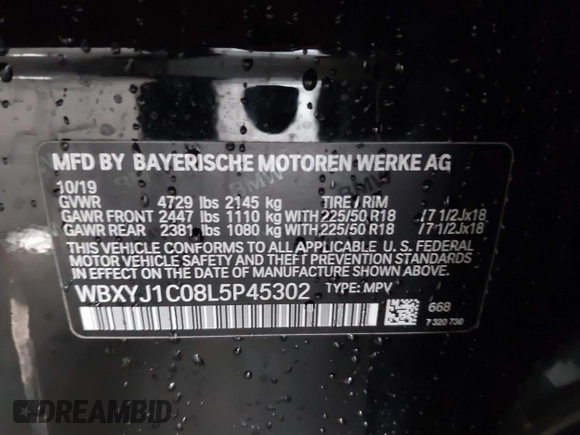 MFD BY BAYERISCHE MOTOREN WERKE AG
10/19
GVWR 4729 lbs 2145 kg TIRE / RIM
GAWR FRONT 2447 lbs 1110 kg WITH 225/50 R18 /7 1/2Jx18
GAWR REAR 2381 lbs 1080 kg WITH 225/50 R18 /7 1/2Jx18
THIS VEHICLE CONFORMS TO ALL APPLICABLE U. S. FEDERAL
MOTOR VEHICLE SAFETY AND THEFT PREVENTION STANDARDS
IN EFFECT ON THE DATE OF MANUFACTURE SHOWN ABOVE.
WBXYJ1C08L5P45302 TYPE: MPV
668
7 320 730
DREAMBID